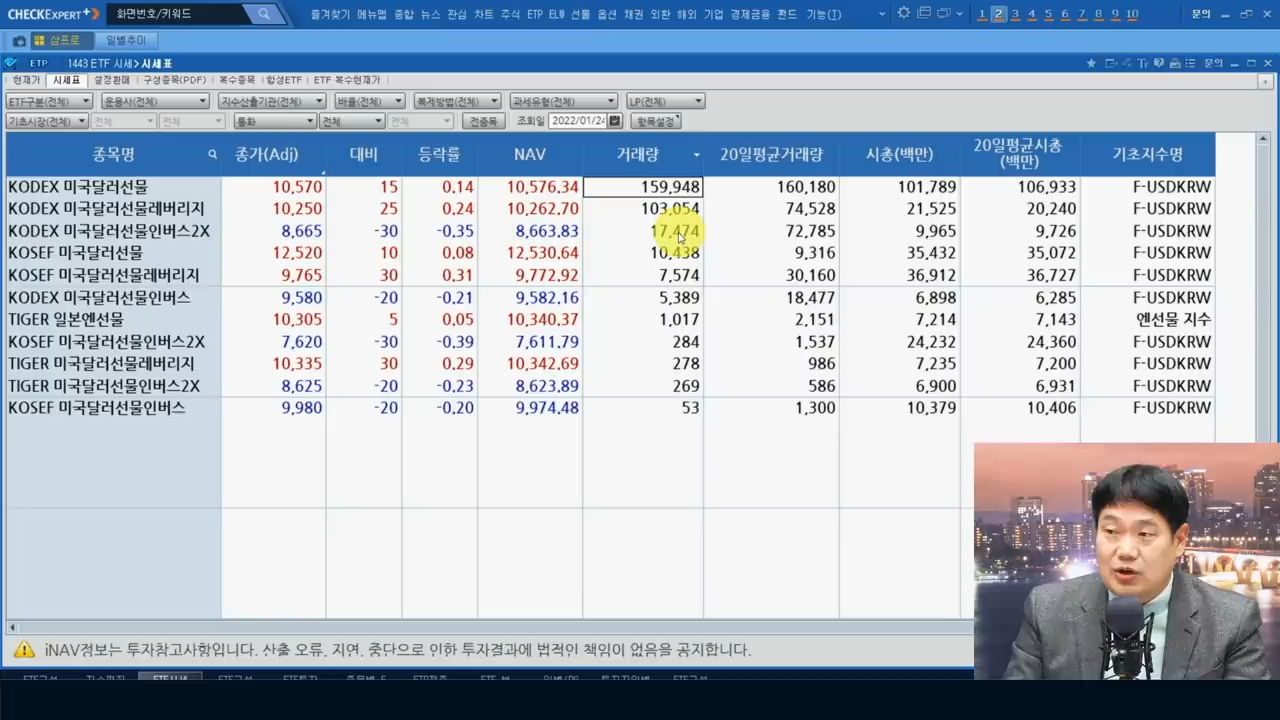 CHECKEXPERT+ 화면번호/키워드 즐겨찾기 메뉴맵 종합 뉴스 관심 차트 주식 ETP ELW 선물 옵션 채권 외환 해외 기업 경제금융 펀드 기능(T) 1 2 3 4 5 6 7 8 9 10 문의
삼프로 일별추이
ETP 1443 ETF 시세>시세표 문의
현재가 시세표 설정환매 구성종목(PDF) 복수종목 합성ETF ETF 복수현재가
ETF구분(전체) 운용사(전체) 지수산출기관(전체) 배율(전체) 복제방법(전체) 과세유형(전체) LP(전체)
기초시장(전체) 전체 전체 통화 전체 전체 전종목 조회일 2022/01/24 항목설정
종목명 종가(Adj) 대비 등락률 NAV 거래량 20일평균거래량 시총(백만) 20일평균시총(백만) 기초지수명
KODEX 미국달러선물 10,570 15 0.14 10,576.34 159,948 160,180 101,789 106,933 F-USDKRW
KODEX 미국달러선물레버리지 10,250 25 0.24 10,262.70 103,054 74,528 21,525 20,240 F-USDKRW
KODEX 미국달러선물인버스2X 8,665 -30 -0.35 8,663.83 17,474 72,785 9,965 9,726 F-USDKRW
KOSEF 미국달러선물 12,520 10 0.08 12,530.64 10,438 9,316 35,432 35,072 F-USDKRW
KOSEF 미국달러선물레버리지 9,765 30 0.31 9,772.92 7,574 30,160 36,912 36,727 F-USDKRW
KODEX 미국달러선물인버스 9,580 -20 -0.21 9,582.16 5,389 18,477 6,898 6,285 F-USDKRW
TIGER 일본엔선물 10,305 5 0.05 10,340.37 1,017 2,151 7,214 7,143 엔선물 지수
KOSEF 미국달러선물인버스2X 7,620 -30 -0.39 7,611.79 284 1,537 24,232 24,360 F-USDKRW
TIGER 미국달러선물레버리지 10,335 30 0.29 10,342.69 278 986 7,235 7,200 F-USDKRW
TIGER 미국달러선물인버스2X 8,625 -20 -0.23 8,623.89 269 586 6,900 6,931 F-USDKRW
KOSEF 미국달러선물인버스 9,980 -20 -0.20 9,974.48 53 1,300 10,379 10,406 F-USDKRW
iNAV정보는 투자참고사항입니다. 산출 오류, 지연, 중단으로 인한 투자결과에 법적인 책임이 없음을 공지합니다.